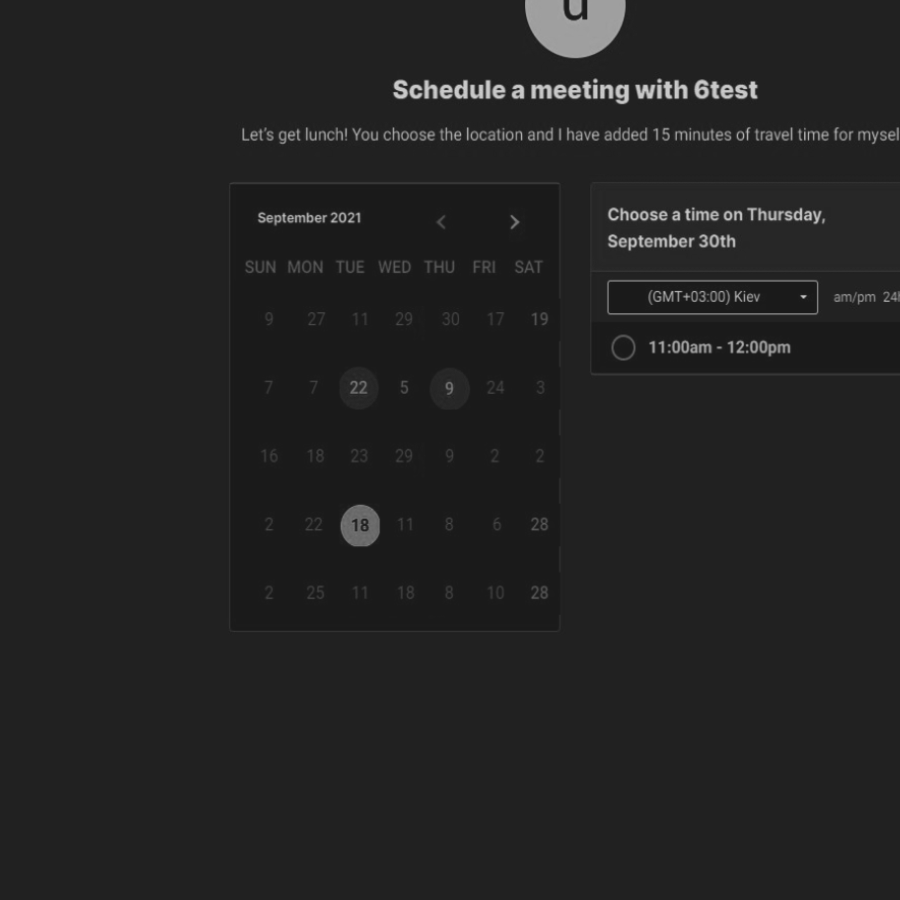 u
Schedule a meeting with 6test
Let's get lunch! You choose the location and I have added 15 minutes of travel time for mysel
September 2021
SUN MON TUE WED THU FRI SAT
9 27 11 29 30 17 19
7 7 22 5 9 24 3
16 18 23 29 9 2 2
2 22 18 11 8 6 28
2 25 11 18 8 10 28
Choose a time on Thursday,
September 30th
(GMT+03:00) Kiev am/pm 24h
11:00am - 12:00pm